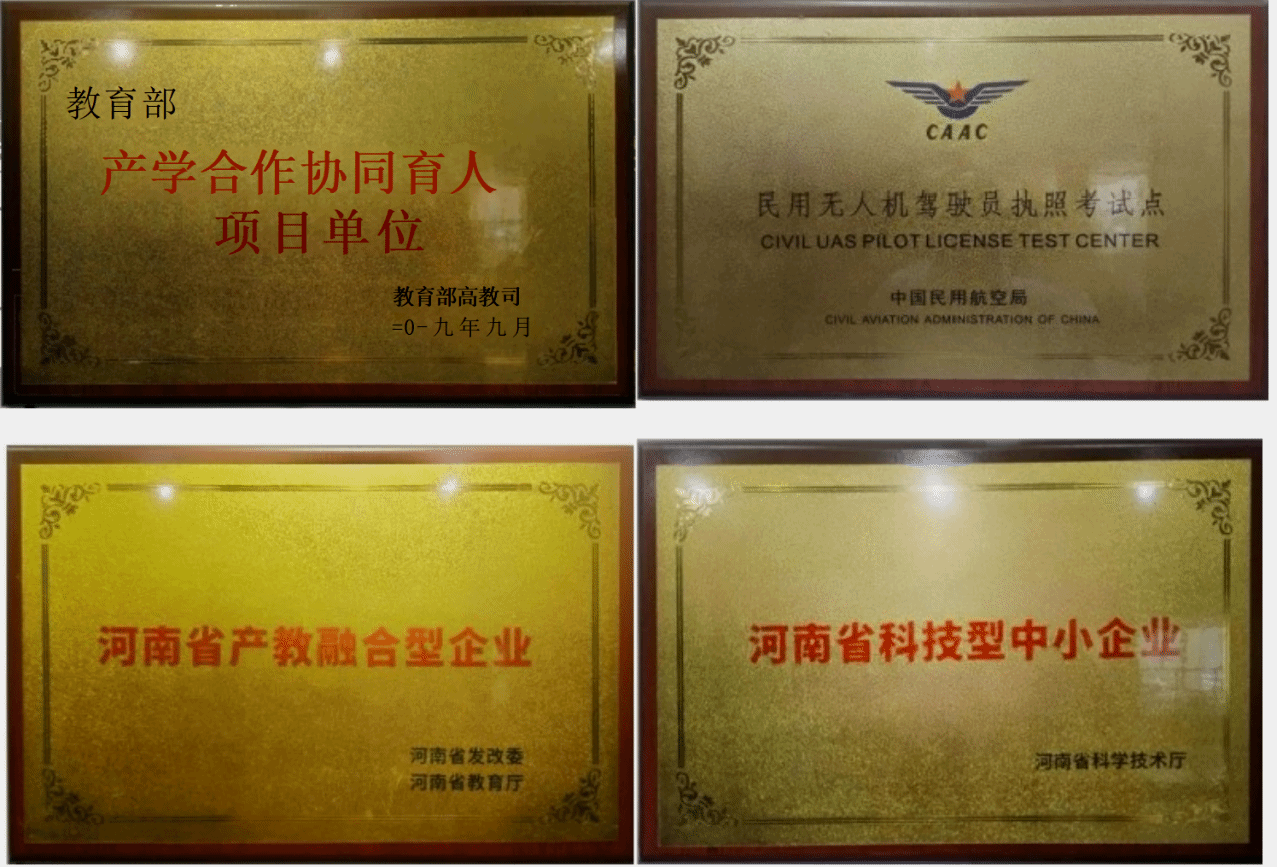 教育部
产学合作协同育人
项目单位
教育部高教司
=0-九年九月
CAAC
民用无人机驾驶员执照考试点
CIVIL UAS PILOT LICENSE TEST CENTER
中国民用航空局
CIVIL AVIATION ADMINISTRATION OF CHINA
河南省产教融合型企业
河南省发改委
河南省教育厅
河南省科技型中小企业
河南省科学技术厅